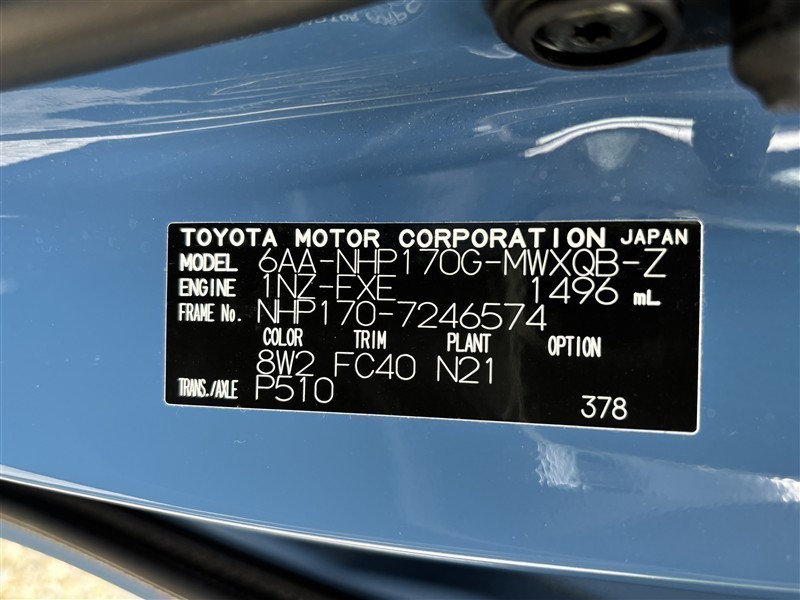 TOYOTA MOTOR CORPORATION JAPAN
MODEL 6AA-NHP170G-MWXQB-Z
ENGINE 1NZ-FXE 1496 mL
FRAME No. NHP170-7246574
COLOR TRIM PLANT OPTION
8W2 FC40 N21
TRANS./AXLE P510
378